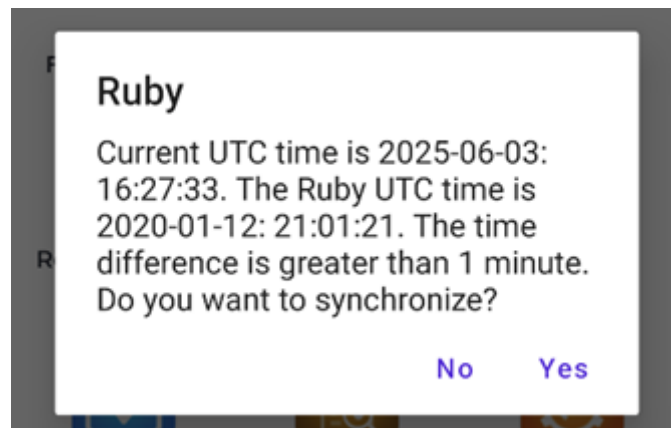 Ruby
Current UTC time is 2025-06-03:
16:27:33. The Ruby UTC time is
2020-01-12: 21:01:21. The time
difference is greater than 1 minute.
Do you want to synchronize?
No Yes